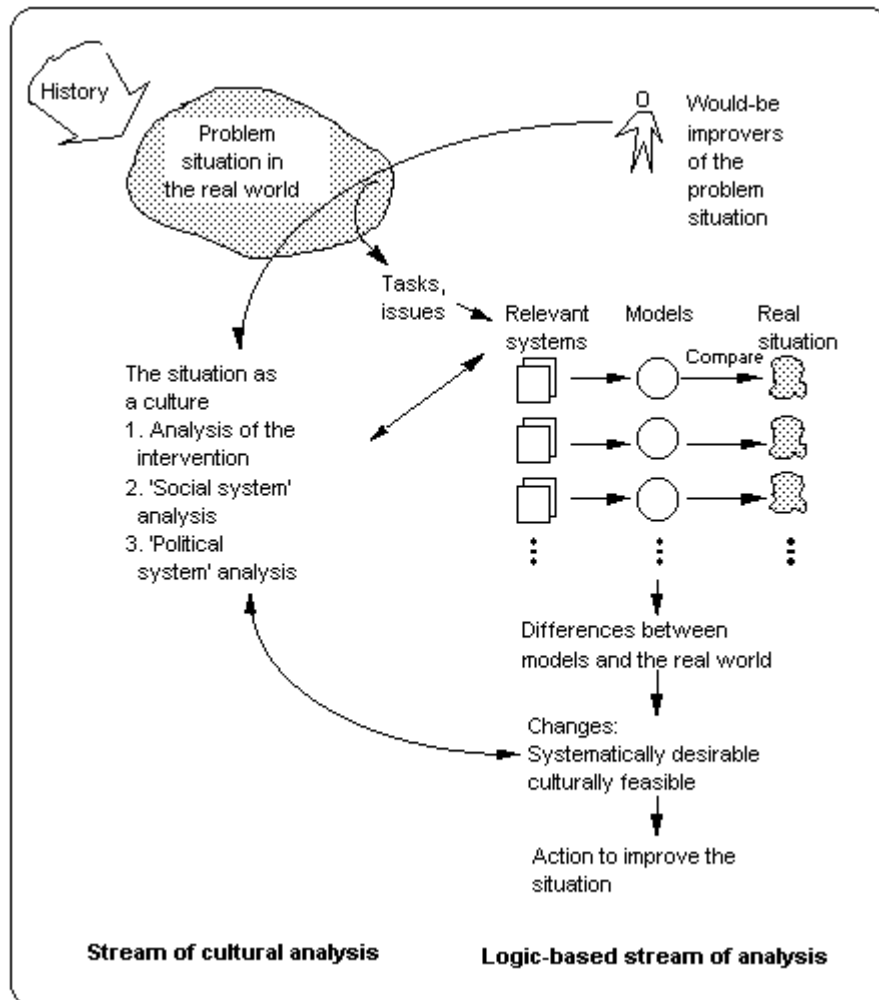 History
Problem
situation in
the real world
Would-be
improvers
of the
problem
situation
Tasks,
issues
Relevant
systems
Models
Real
situation
Compare
The situation as
a culture
1. Analysis of the
intervention
2. 'Social system'
analysis
3. 'Political
system' analysis
Differences between
models and the real world
Changes:
Systematically desirable
culturally feasible
Action to improve the
situation
Stream of cultural analysis
Logic-based stream of analysis